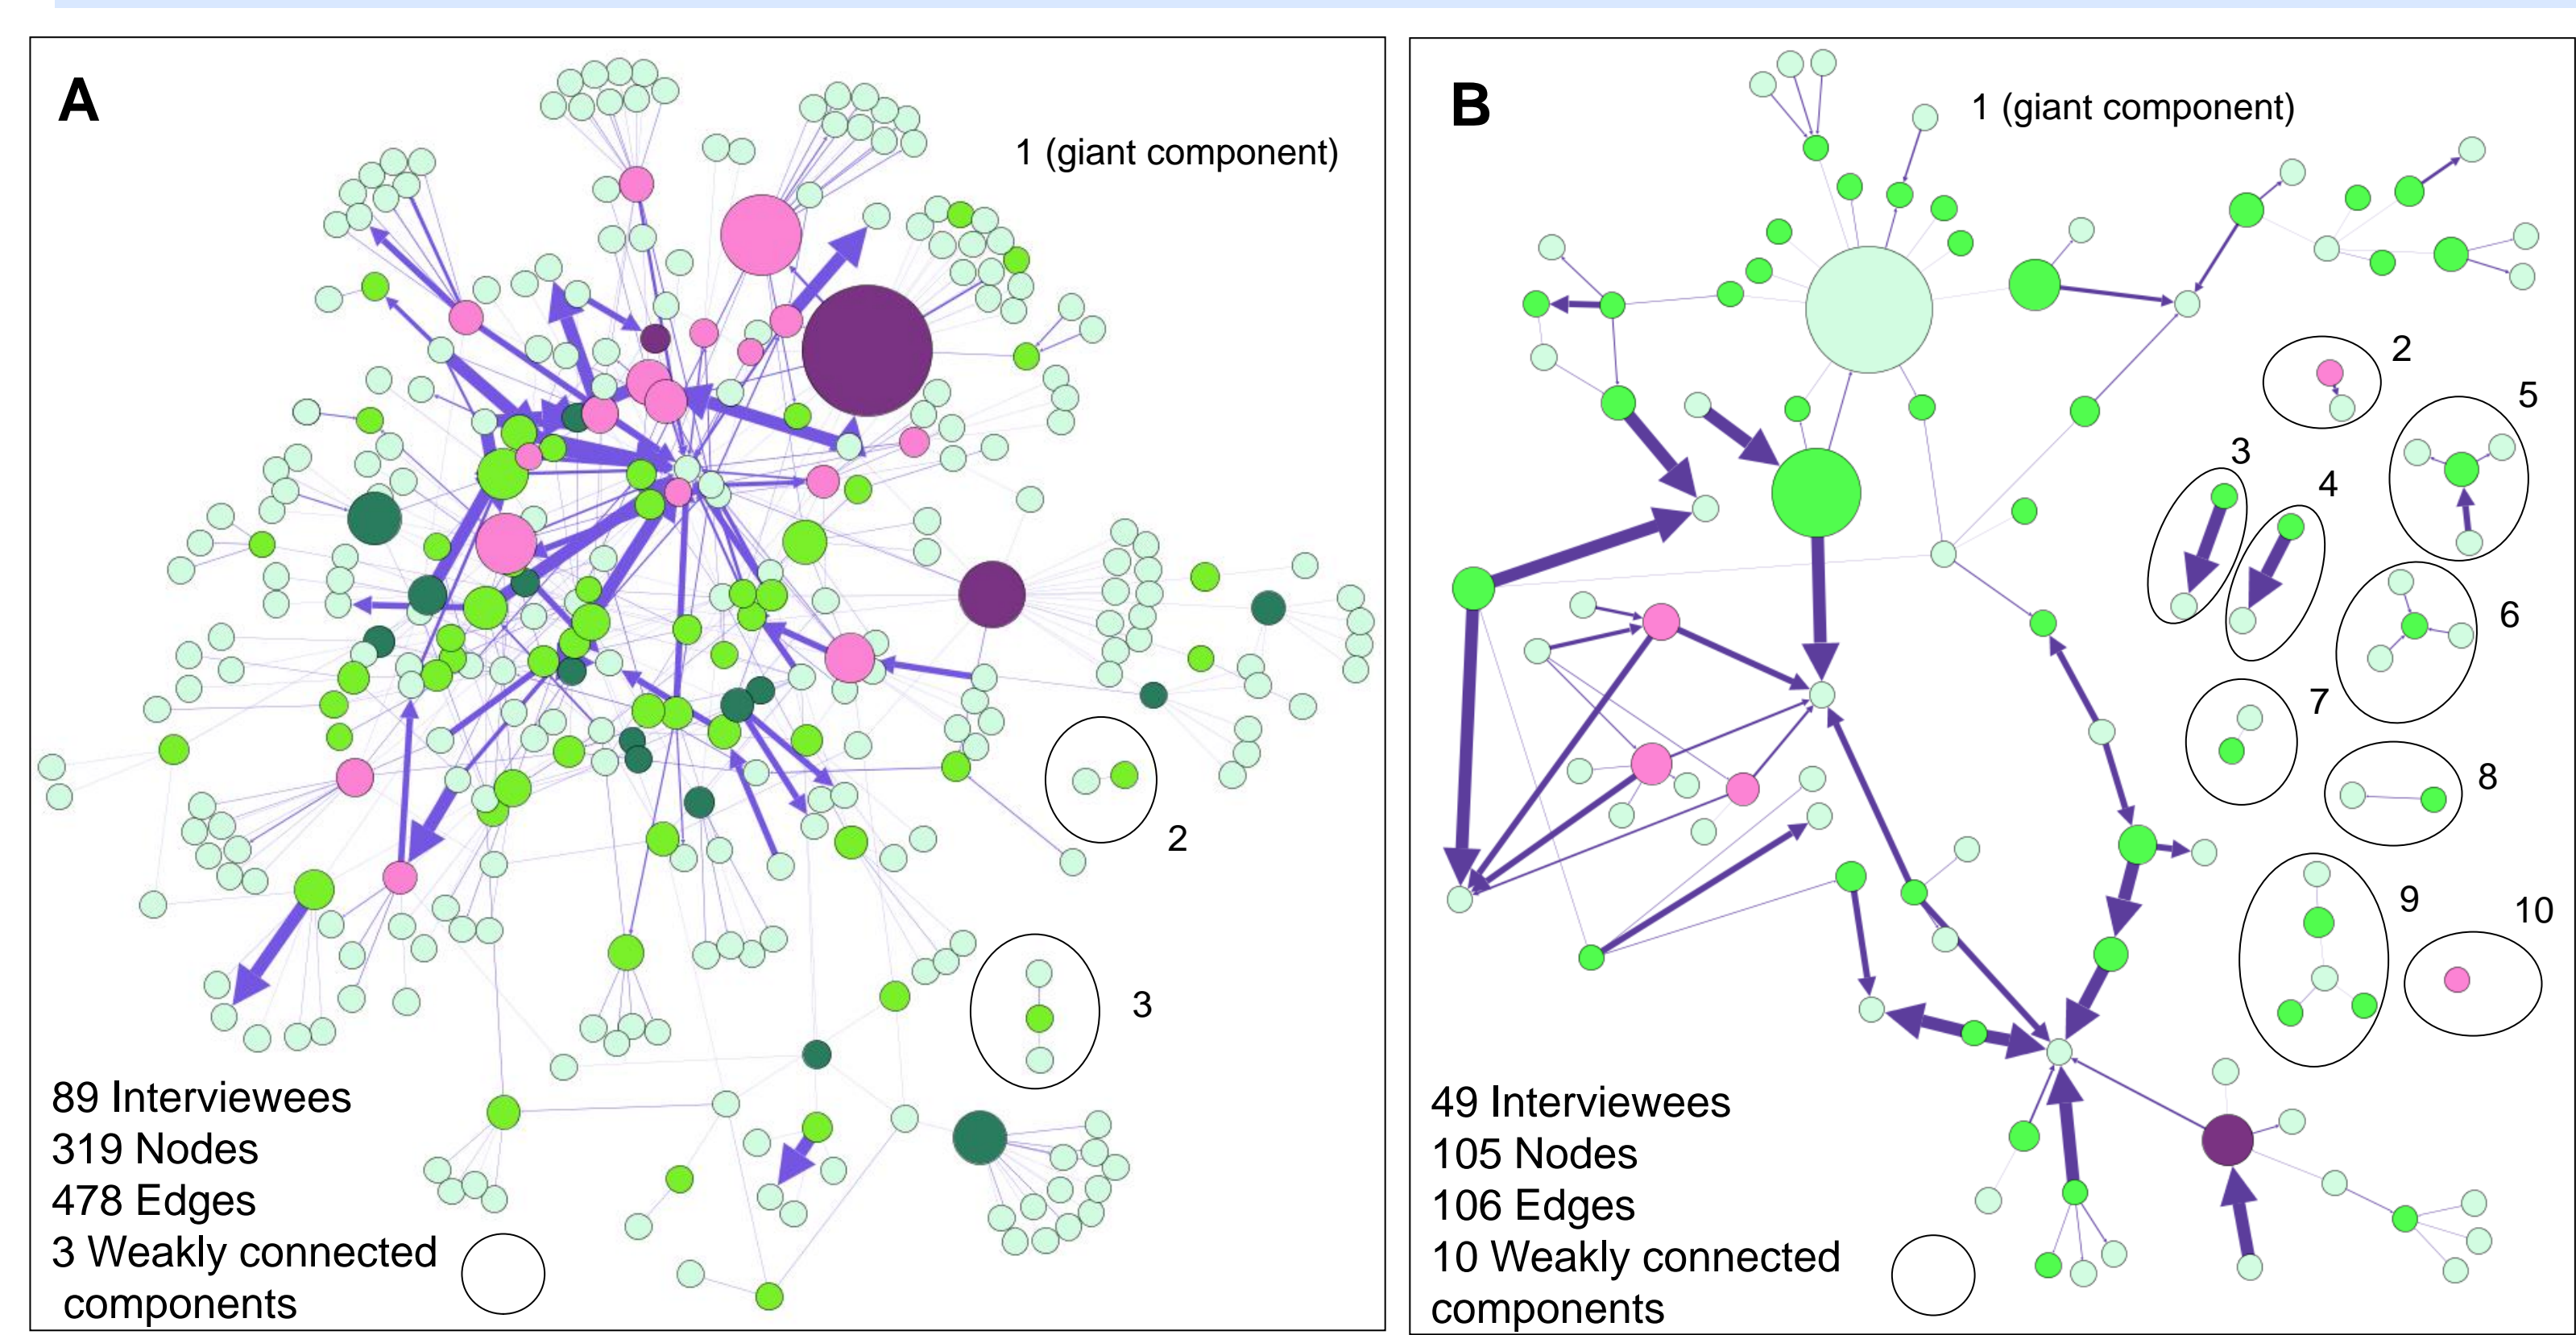 A
1 (giant component)
2
3
89 Interviewees
319 Nodes
478 Edges
3 Weakly connected
components
B
1 (giant component)
2
5
3
4
6
7
8
9
10
49 Interviewees
105 Nodes
106 Edges
10 Weakly connected
components